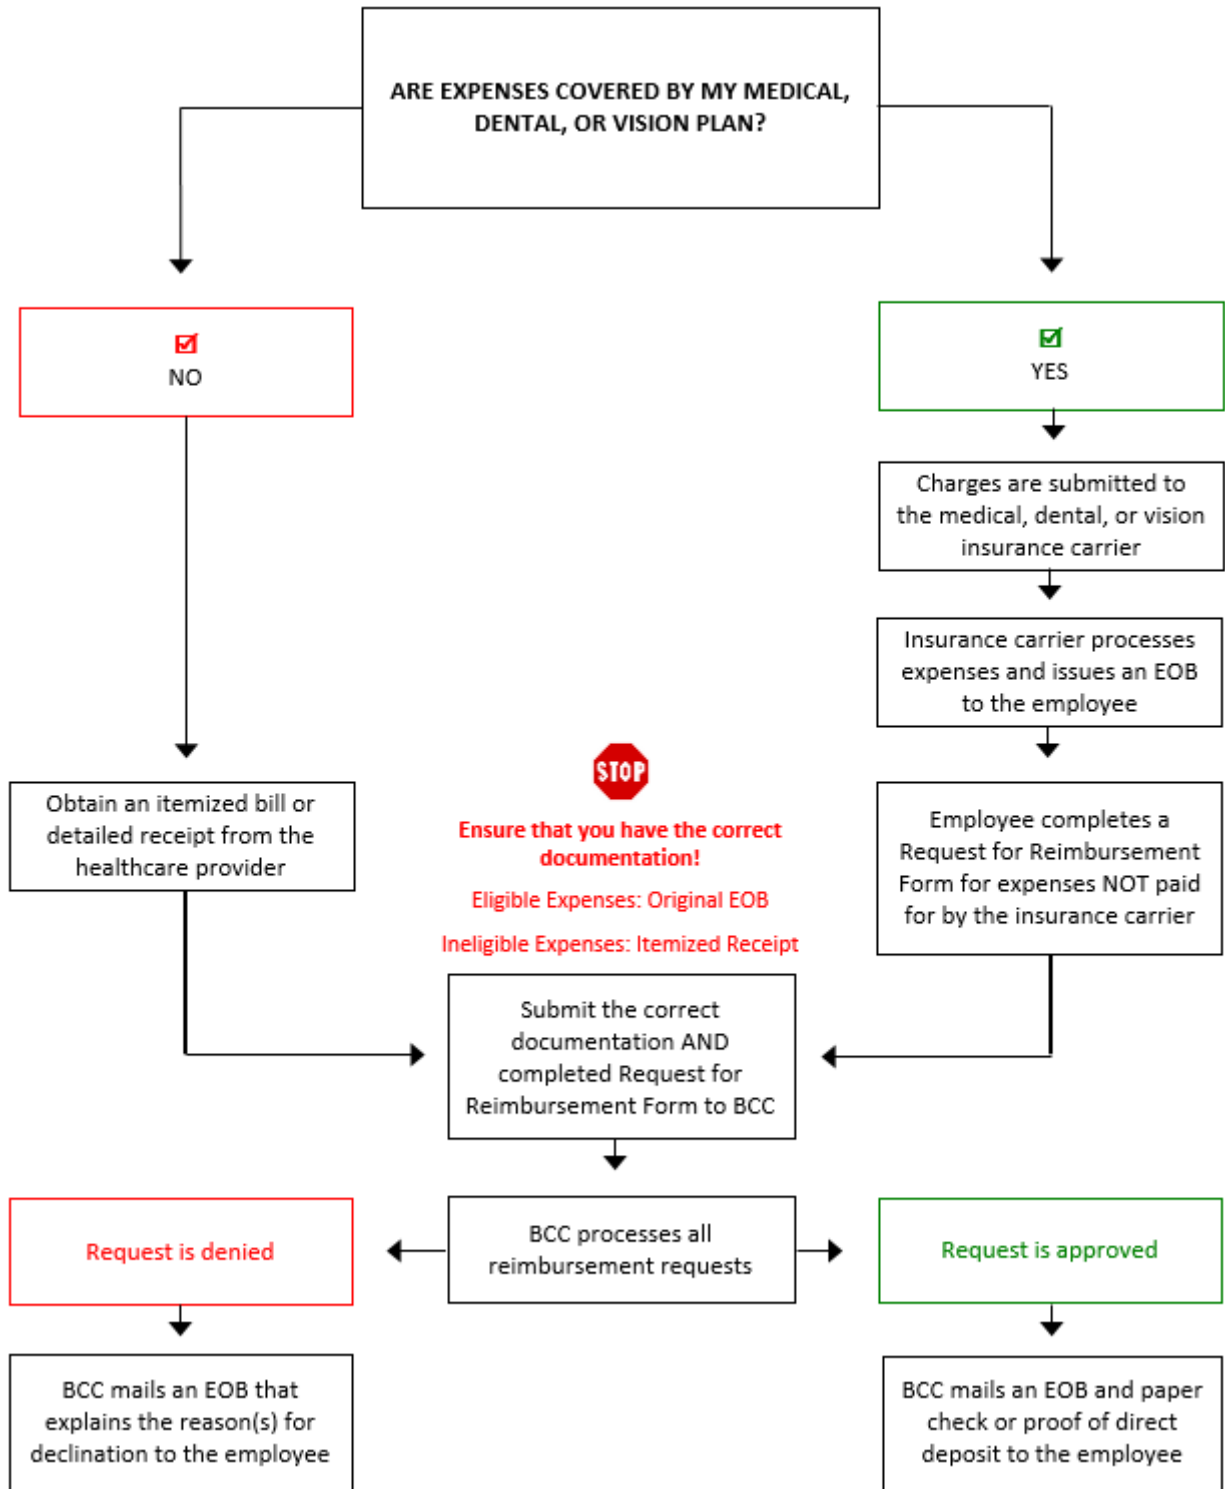 ARE EXPENSES COVERED BY MY MEDICAL,
DENTAL, OR VISION PLAN?
NO
YES
Charges are submitted to
the medical, dental, or vision
insurance carrier
Insurance carrier processes
expenses and issues an EOB
to the employee
Obtain an itemized bill or
detailed receipt from the
healthcare provider
STOP
Ensure that you have the correct
documentation!
Eligible Expenses: Original EOB
Ineligible Expenses: Itemized Receipt
Employee completes a
Request for Reimbursement
Form for expenses NOT paid
for by the insurance carrier
Submit the correct
documentation AND
completed Request for
Reimbursement Form to BCC
BCC processes all
reimbursement requests
Request is denied
Request is approved
BCC mails an EOB that
explains the reason(s) for
declination to the employee
BCC mails an EOB and paper
check or proof of direct
deposit to the employee